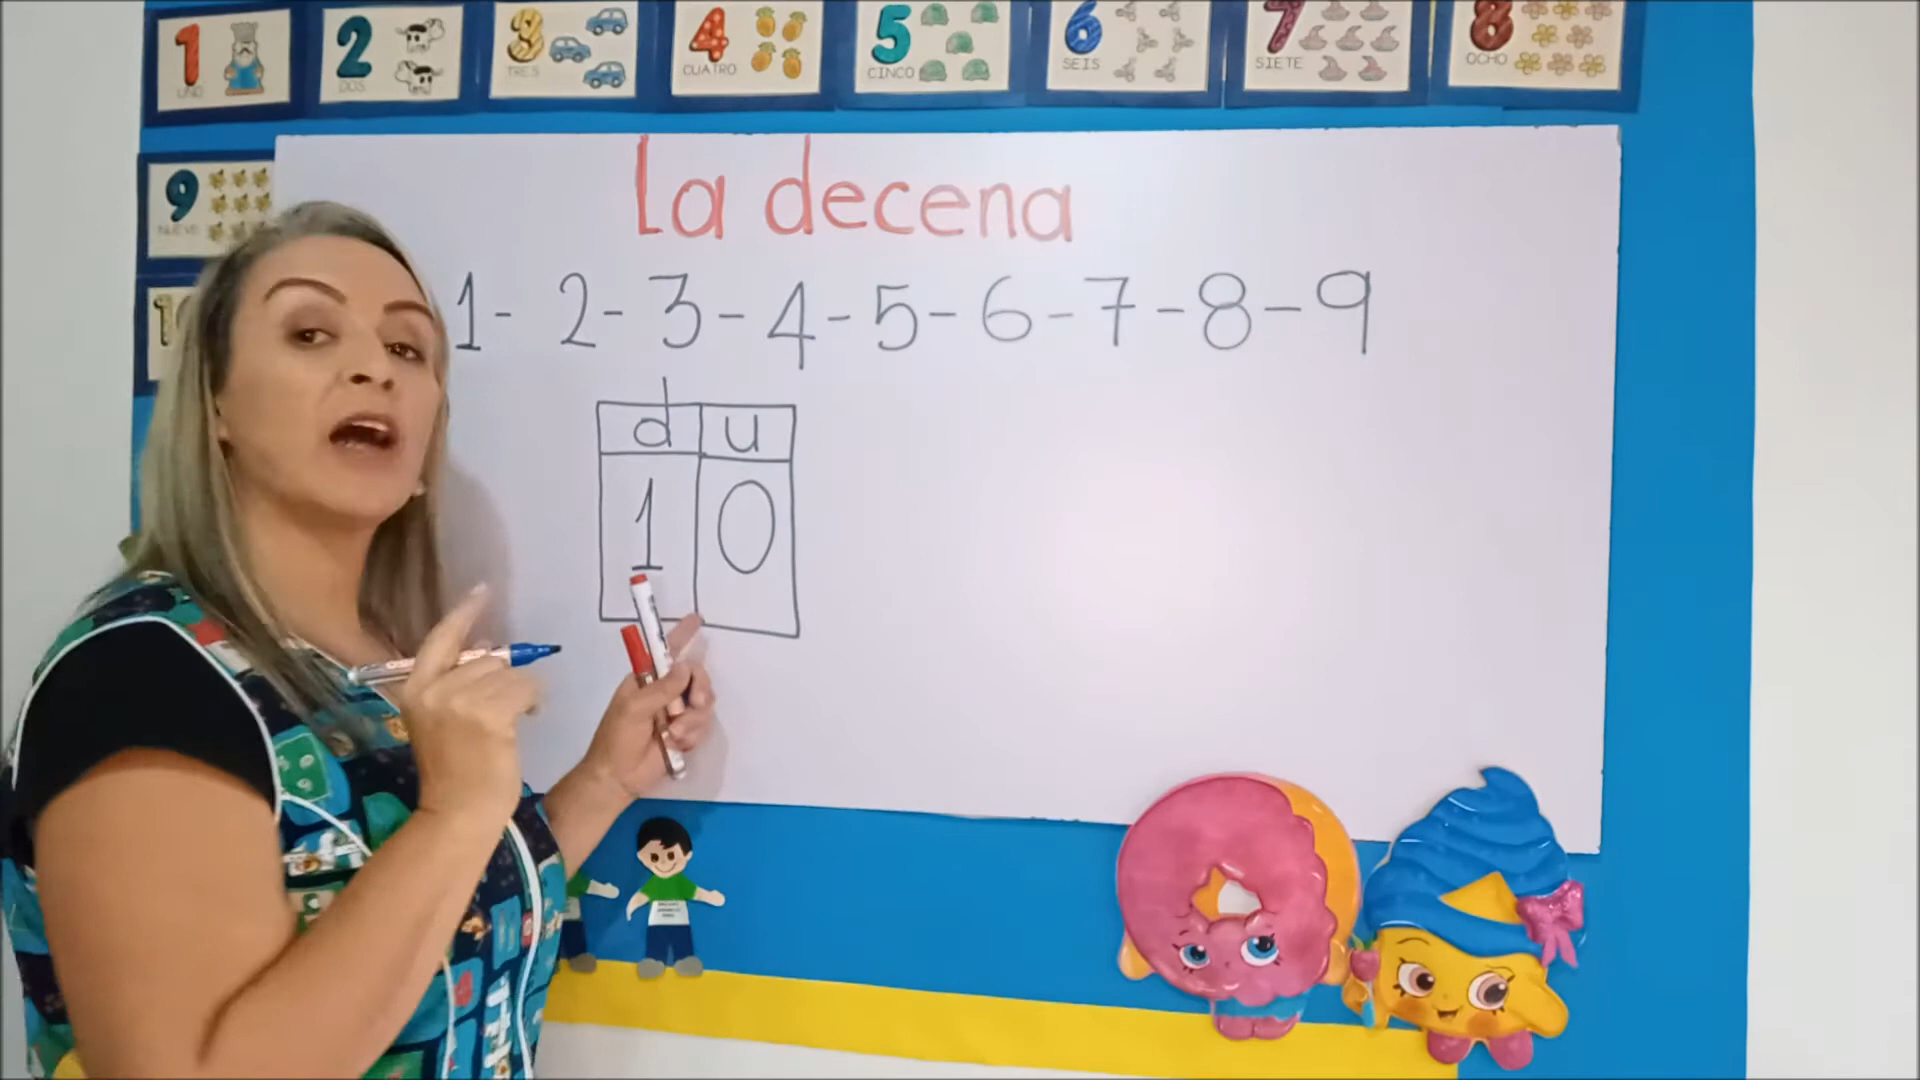 1 2 3 4 5 6 7 8
UNO DOS TRES CUATRO CINCO SEIS SIETE OCHO
9
NUEVE
La decena
1- 2- 3 - 4 - 5 - 6 - 7 - 8 - 9
d u
1 0